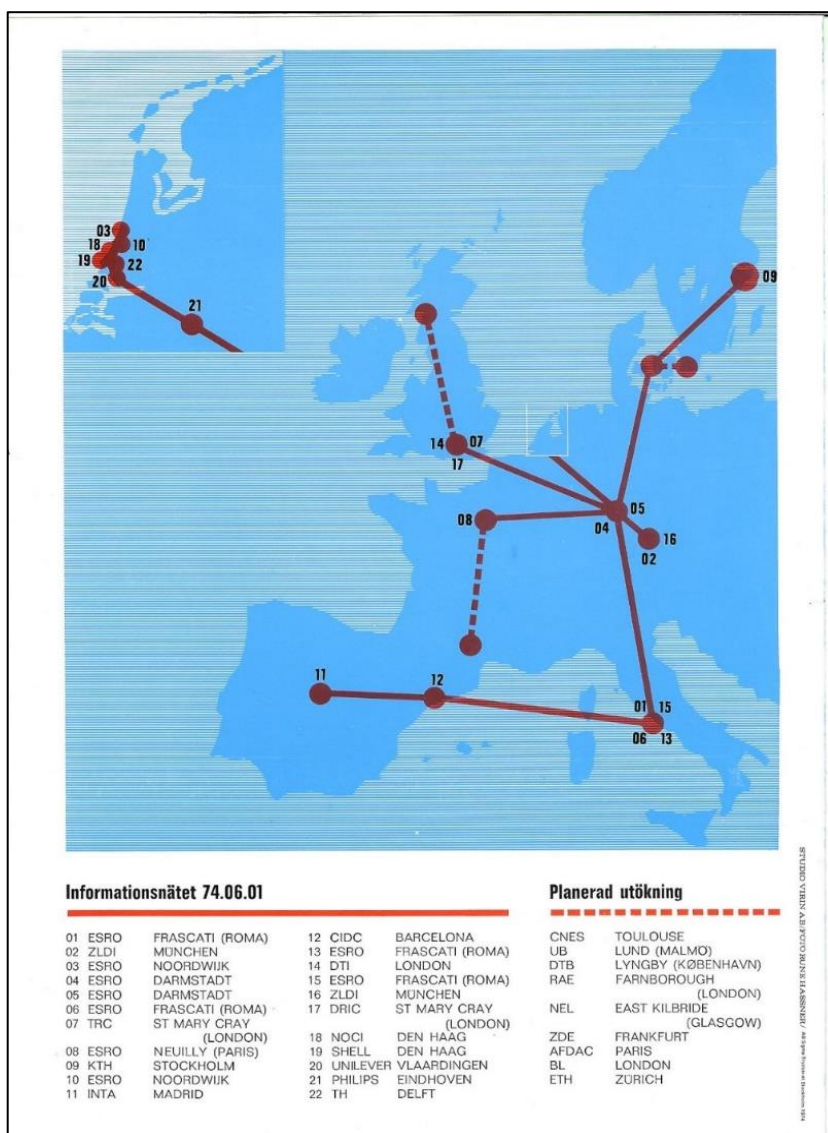 03
18
10
19
22
20
21
09
14
07
17
05
08
04
16
02
11
12
01
15
06
13
Informationsnätet 74.06.01
01 ESRO FRASCATI (ROMA)
02 ZLDI MÜNCHEN
03 ESRO NOORDWIJK
04 ESRO DARMSTADT
05 ESRO DARMSTADT
06 ESRO FRASCATI (ROMA)
07 TRC ST MARY CRAY
(LONDON)
08 ESRO NEUILLY (PARIS)
09 KTH STOCKHOLM
10 ESRO NOORDWIJK
11 INTA MADRID
12 CIDC BARCELONA
13 ESRO FRASCATI (ROMA)
14 DTI LONDON
15 ESRO FRASCATI (ROMA)
16 ZLDI MÜNCHEN
17 DRIC ST MARY CRAY
(LONDON)
18 NOCI DEN HAAG
19 SHELL DEN HAAG
20 UNILEVER VLAARDINGEN
21 PHILIPS EINDHOVEN
22 TH DELFT
Planerad utökning
CNES TOULOUSE
UB LUND (MALMÖ)
DTB LYNGBY (KØBENHAVN)
RAE FARNBOROUGH
(LONDON)
NEL EAST KILBRIDE
(GLASGOW)
ZDE FRANKFURT
AFDAC PARIS
BL LONDON
ETH ZÜRICH
STUDIO VIRIN AB/FOTO RUNE HASSNER/